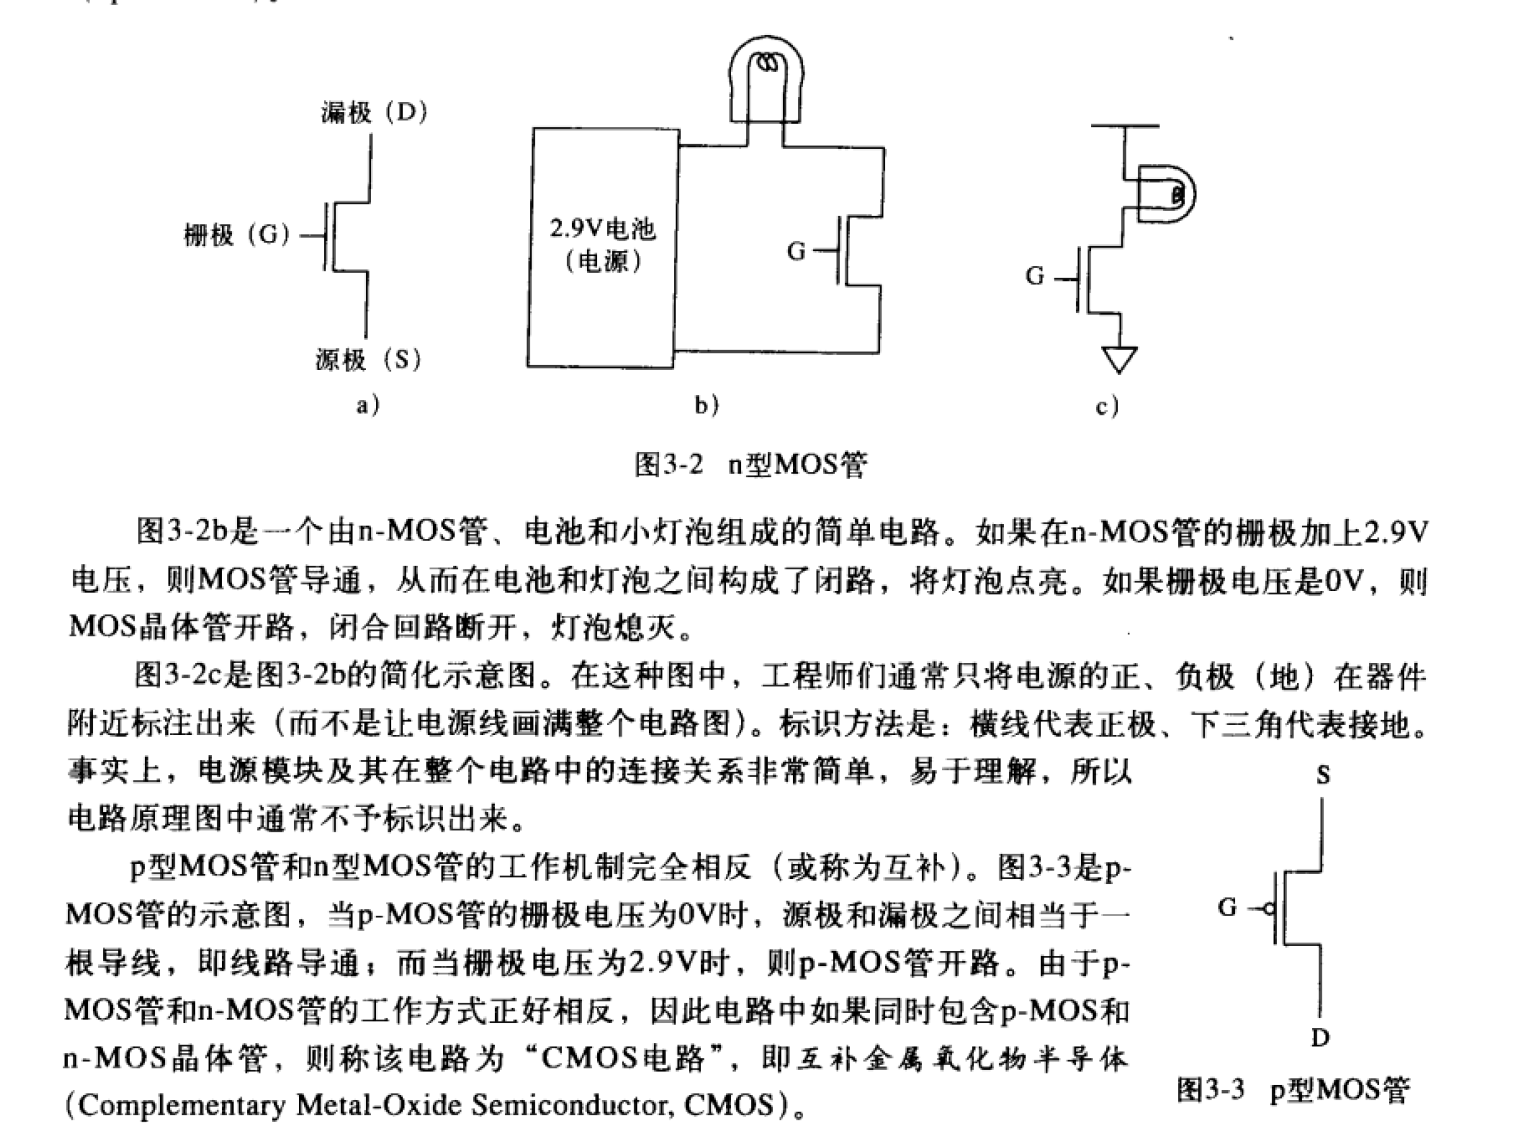 漏极（D）
栅极（G）
源极（S）
a）
2.9V电池
（电源）
G
b）
G
c）
图3-2 n型MOS管
图3-2b是一个由n-MOS管、电池和小灯泡组成的简单电路。如果在n-MOS管的栅极加上2.9V
电压，则MOS管导通，从而在电池和灯泡之间构成了闭路，将灯泡点亮。如果栅极电压是0V，则
MOS晶体管开路，闭合回路断开，灯泡熄灭。
图3-2c是图3-2b的简化示意图。在这种图中，工程师们通常只将电源的正、负极（地）在器件
附近标注出来（而不是让电源线画满整个电路图）。标识方法是：横线代表正极、下三角代表接地。
事实上，电源模块及其在整个电路中的连接关系非常简单，易于理解，所以
电路原理图中通常不予标识出来。
p型MOS管和n型MOS管的工作机制完全相反（或称为互补）。图3-3是p-
MOS管的示意图，当p-MOS管的栅极电压为0V时，源极和漏极之间相当于一
根导线，即线路导通；而当栅极电压为2.9V时，则p-MOS管开路。由于p-
MOS管和n-MOS管的工作方式正好相反，因此电路中如果同时包含p-MOS和
n-MOS晶体管，则称该电路为“CMOS电路”，即互补金属氧化物半导体
(Complementary Metal-Oxide Semiconductor, CMOS)。
S
G
D
图3-3 p型MOS管